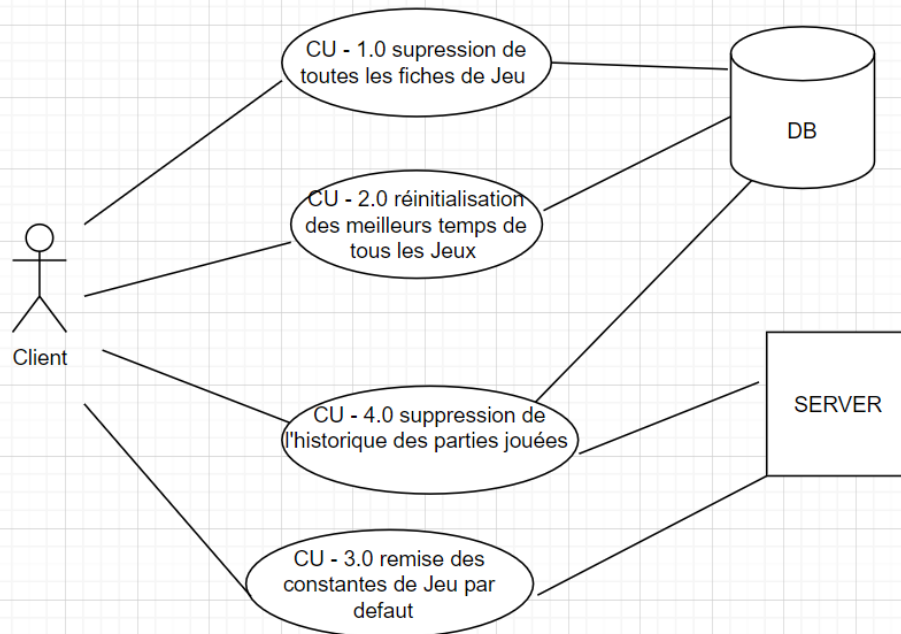 CU - 1.0 supression de
toutes les fiches de Jeu
DB
CU - 2.0 réinitialisation
des meilleurs temps de
tous les Jeux
Client
CU - 4.0 suppression de
l'historique des parties jouées
SERVER
CU - 3.0 remise des
constantes de Jeu par
defaut